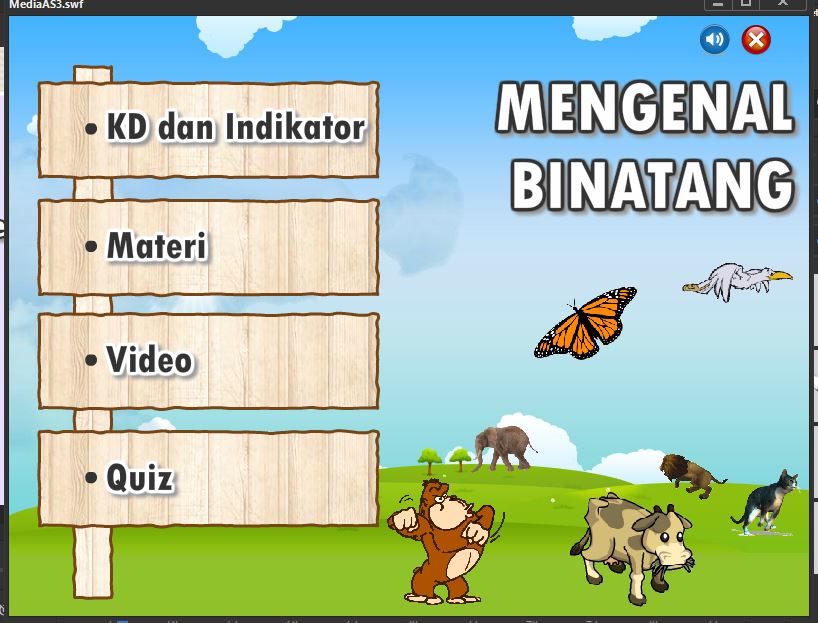 MediaAS3.swf
MENGENAL
BINATANG
• KD dan Indikator
• Materi
• Video
• Quiz